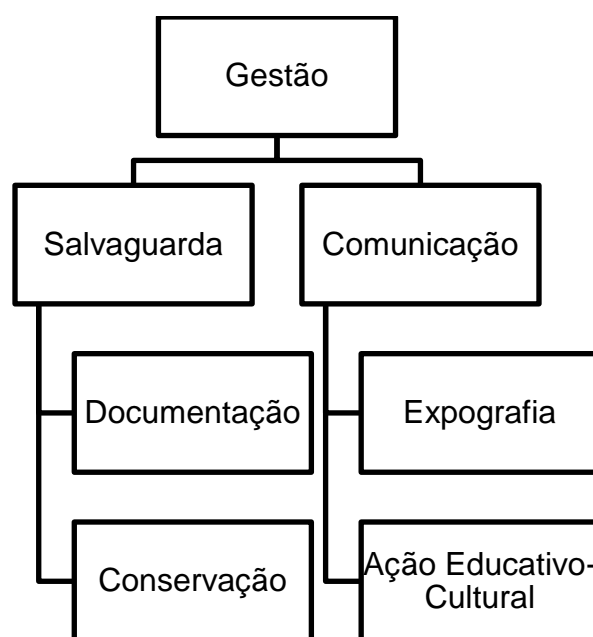 Gestão
Salvaguarda
Comunicação
Documentação
Expografia
Conservação
Ação Educativo-
Cultural